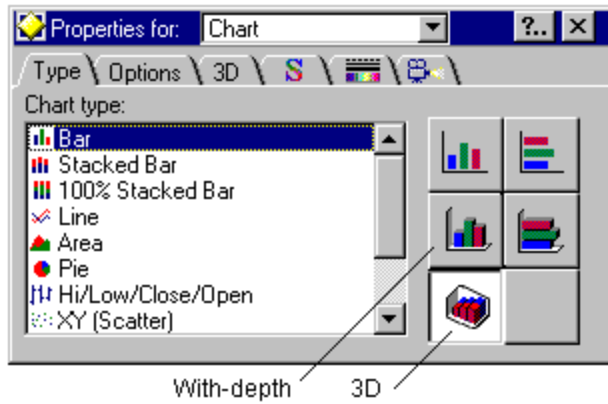 Properties for: Chart ?..
Type Options 3D S
Chart type:
Bar
Stacked Bar
100% Stacked Bar
Line
Area
Pie
Hi/Low/Close/Open
XY (Scatter)
With-depth 3D